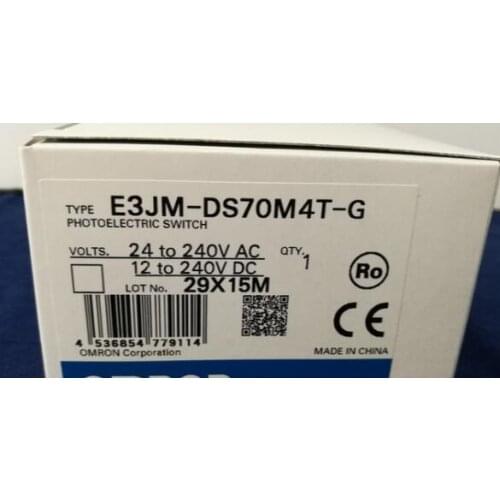 TYPE E3JM-DS70M4T-G
PHOTOELECTRIC SWITCH
VOLTS. 24 to 240V AC QTY. 1
12 to 240V DC
Ro
LOT No. 29X15M
CE
4 536854 779114
OMRON Corporation
MADE IN CHINA
OMRON